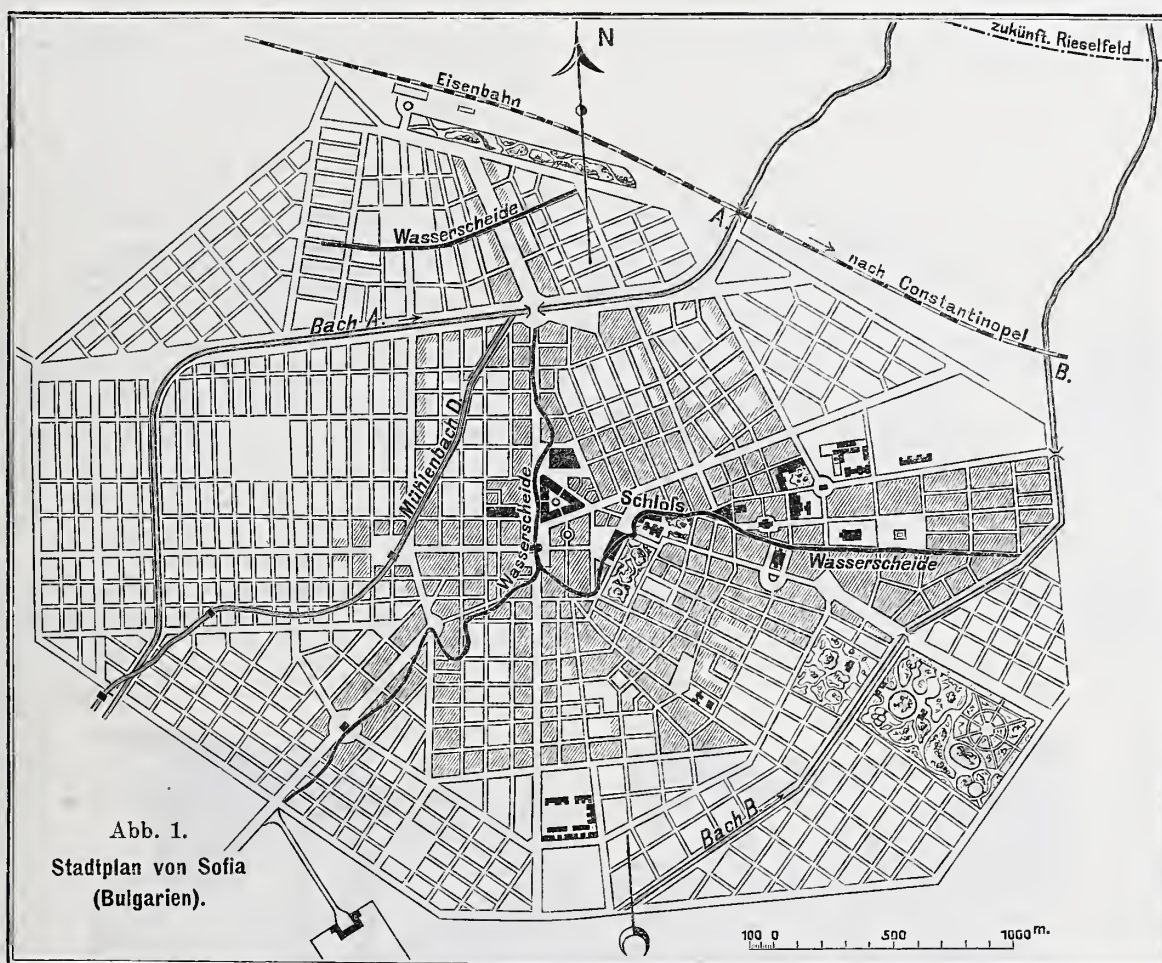 zukünft. Rieselfeld
N
Eisenbahn
Wasserscheide
A.
nach Constantinopel
Bach A.
B.
Mühlenbach D.
Wasserscheide
Schloſs
Wasserscheide
Bach B.
Abb. 1.
Stadtplan von Sofia
(Bulgarien).
100 0 500 1000 m.